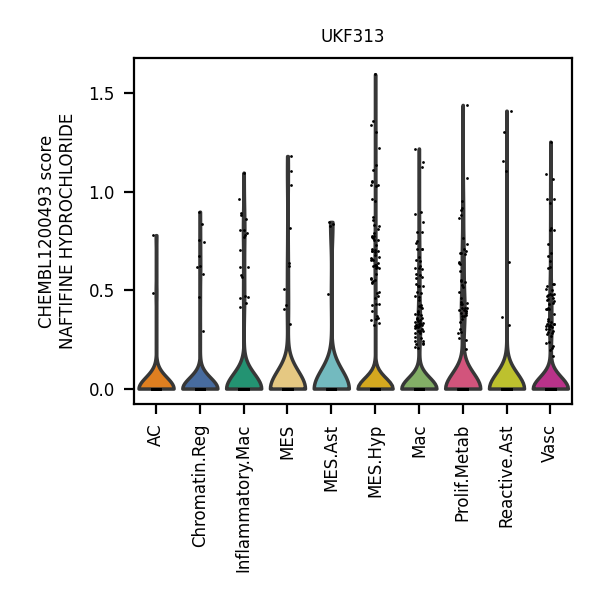 UKF313
CHEMBL1200493 score
NAFTIFINE HYDROCHLORIDE
1.5
1.0
0.5
0.0
AC
Chromatin.Reg
Inflammatory.Mac
MES
MES.Ast
MES.Hyp
Mac
Prolif.Metab
Reactive.Ast
Vasc